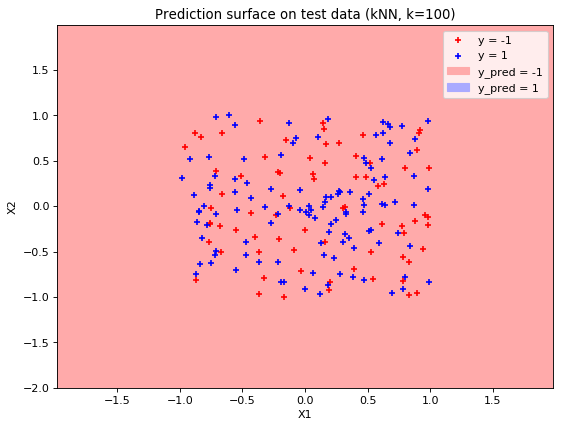 Prediction surface on test data (kNN, k=100)
y = -1
y = 1
y_pred = -1
y_pred = 1
1.5
1.0
0.5
0.0
−0.5
−1.0
−1.5
−2.0
X2
−1.5 −1.0 −0.5 0.0 0.5 1.0 1.5
X1